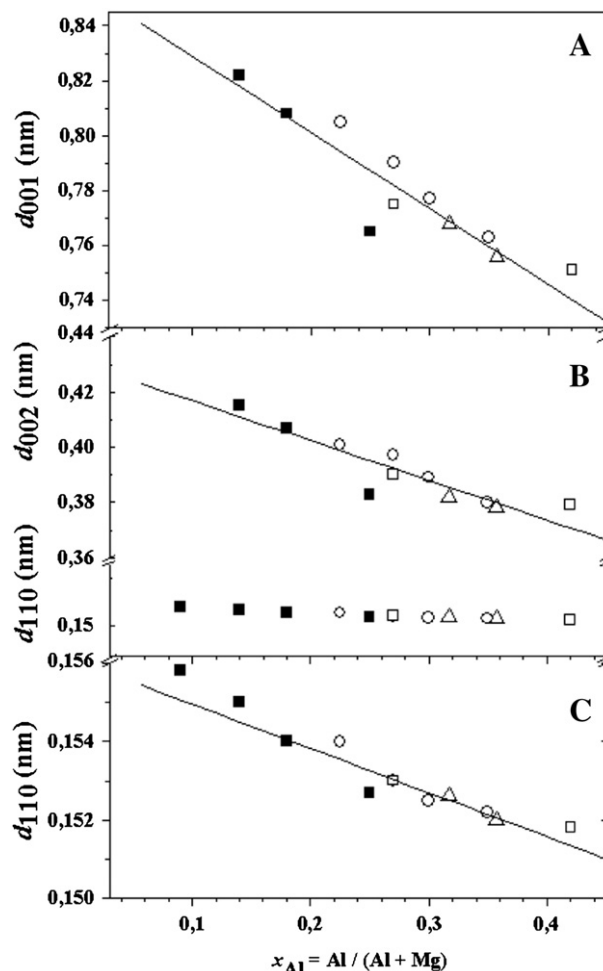 A
0,84
0,82
0,80
0,78
0,76
0,74
d001 (nm)
0,44
B
0,42
0,40
0,38
0,36
d002 (nm)
0,15
d110 (nm)
0,156
C
0,154
0,152
0,150
d110 (nm)
0,1 0,2 0,3 0,4
xAl = Al / (Al + Mg)